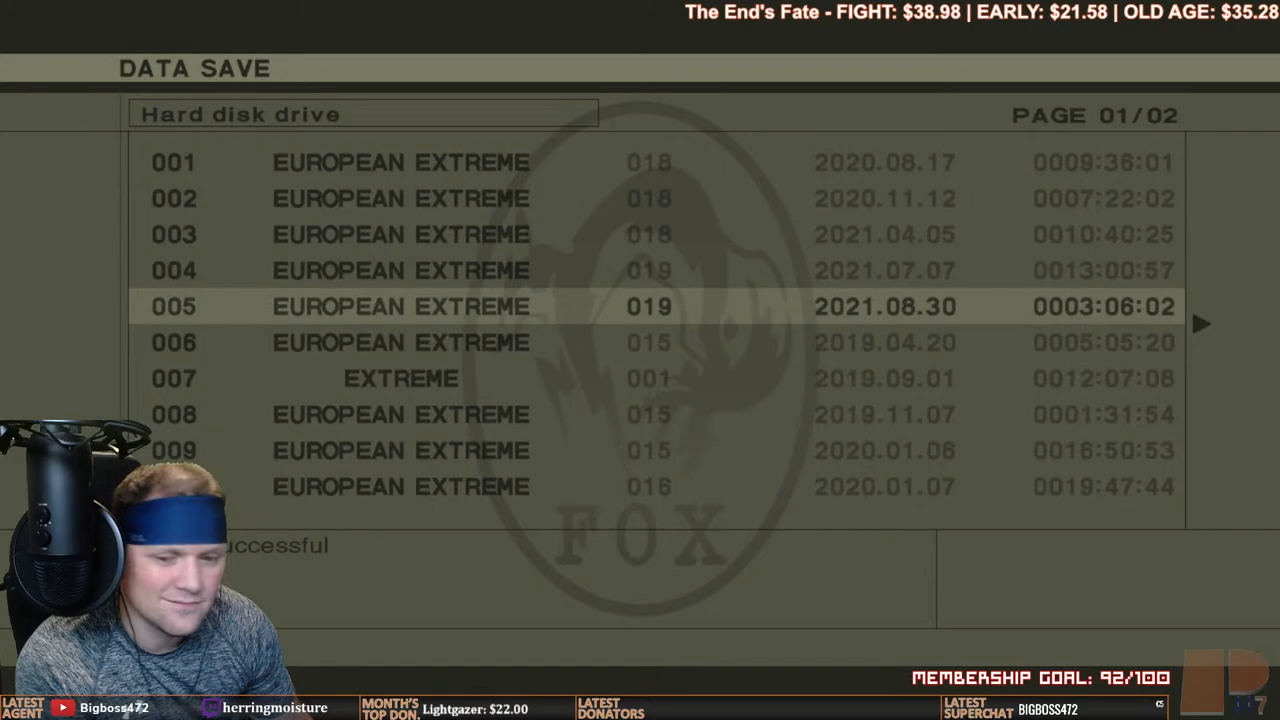 The End's Fate - FIGHT: $38.98 | EARLY: $21.58 | OLD AGE: $35.28
DATA SAVE
Hard disk drive PAGE 01/02
001 EUROPEAN EXTREME 018 2020.08.17 0009:36:01
002 EUROPEAN EXTREME 018 2020.11.12 0007:22:02
003 EUROPEAN EXTREME 018 2021.04.05 0010:40:25
004 EUROPEAN EXTREME 019 2021.07.07 0013:00:57
005 EUROPEAN EXTREME 019 2021.08.30 0003:06:02
006 EUROPEAN EXTREME 015 2019.04.20 0005:05:20
007 EXTREME 001 2019.09.01 0012:07:08
008 EUROPEAN EXTREME 015 2019.11.07 0001:31:54
009 EUROPEAN EXTREME 015 2020.01.06 0016:50:53
EUROPEAN EXTREME 016 2020.01.07 0019:47:44
FOX
uccessful
MEMBERSHIP GOAL: 92/100
LATEST AGENT Bigboss472 herringmoisture MONTH'S TOP DON. Lightgazer: $22.00 LATEST DONATORS LATEST SUPERCHAT BIGBOSS472